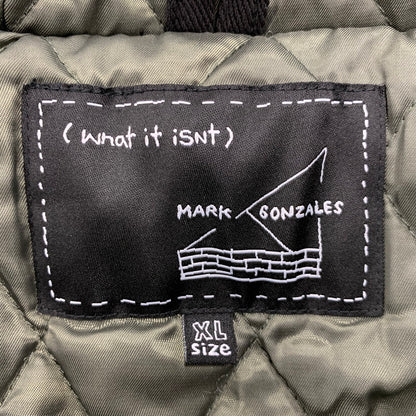 (what it iSNt)
MARK GONZALES
XL
Size